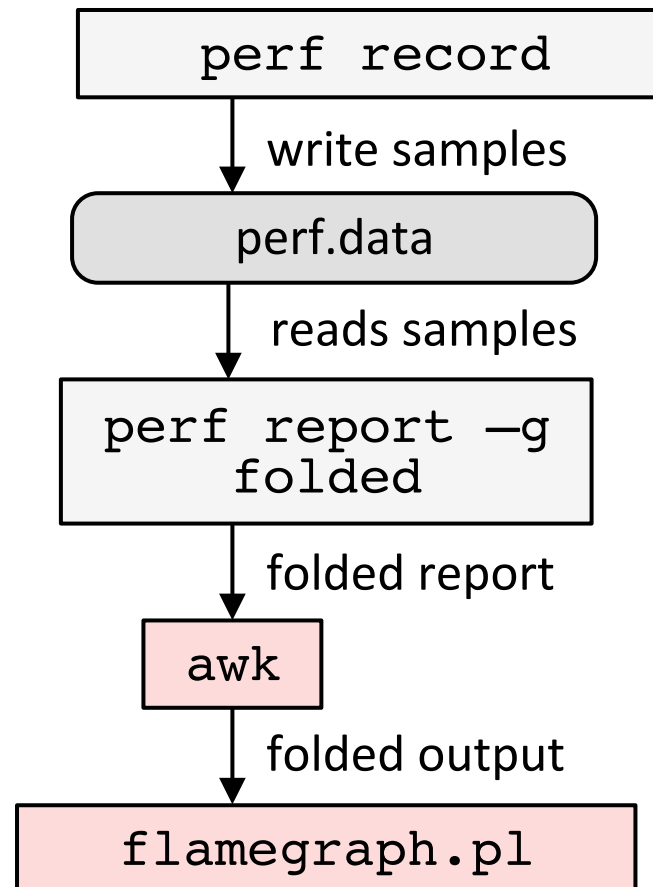 perf record
write samples
perf.data
reads samples
perf report –g
folded
folded report
awk
folded output
flamegraph.pl